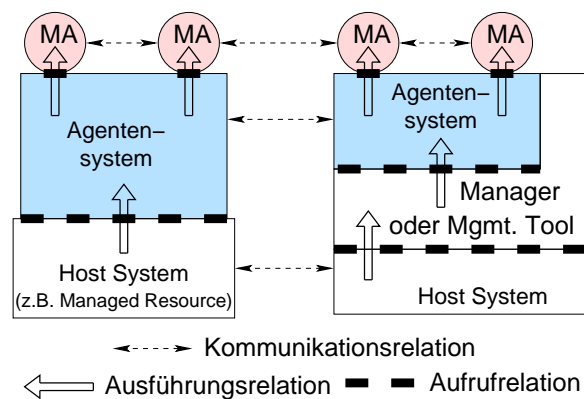 MA MA MA MA
Agenten−
system
Agenten−
system
Manager
oder Mgmt. Tool
Host System
(z.B. Managed Resource)
Host System
Kommunikationsrelation
Ausführungsrelation Aufrufrelation